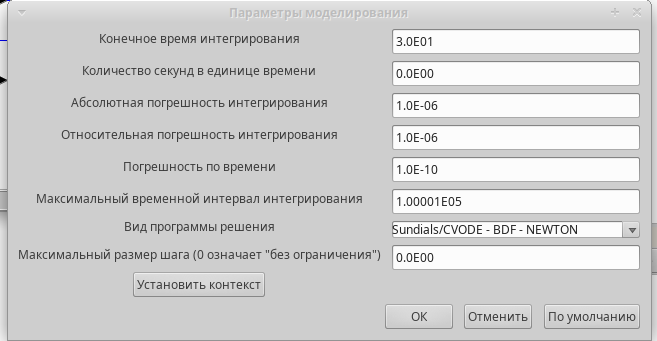 Параметры моделирования
Конечное время интегрирования 3.0E01
Количество секунд в единице времени 0.0E00
Абсолютная погрешность интегрирования 1.0E-06
Относительная погрешность интегрирования 1.0E-06
Погрешность по времени 1.0E-10
Максимальный временной интервал интегрирования 1.00001E05
Вид программы решения Sundials/CVODE - BDF - NEWTON
Максимальный размер шага (0 означает "без ограничения") 0.0E00
Установить контекст
ОК Отменить По умолчанию